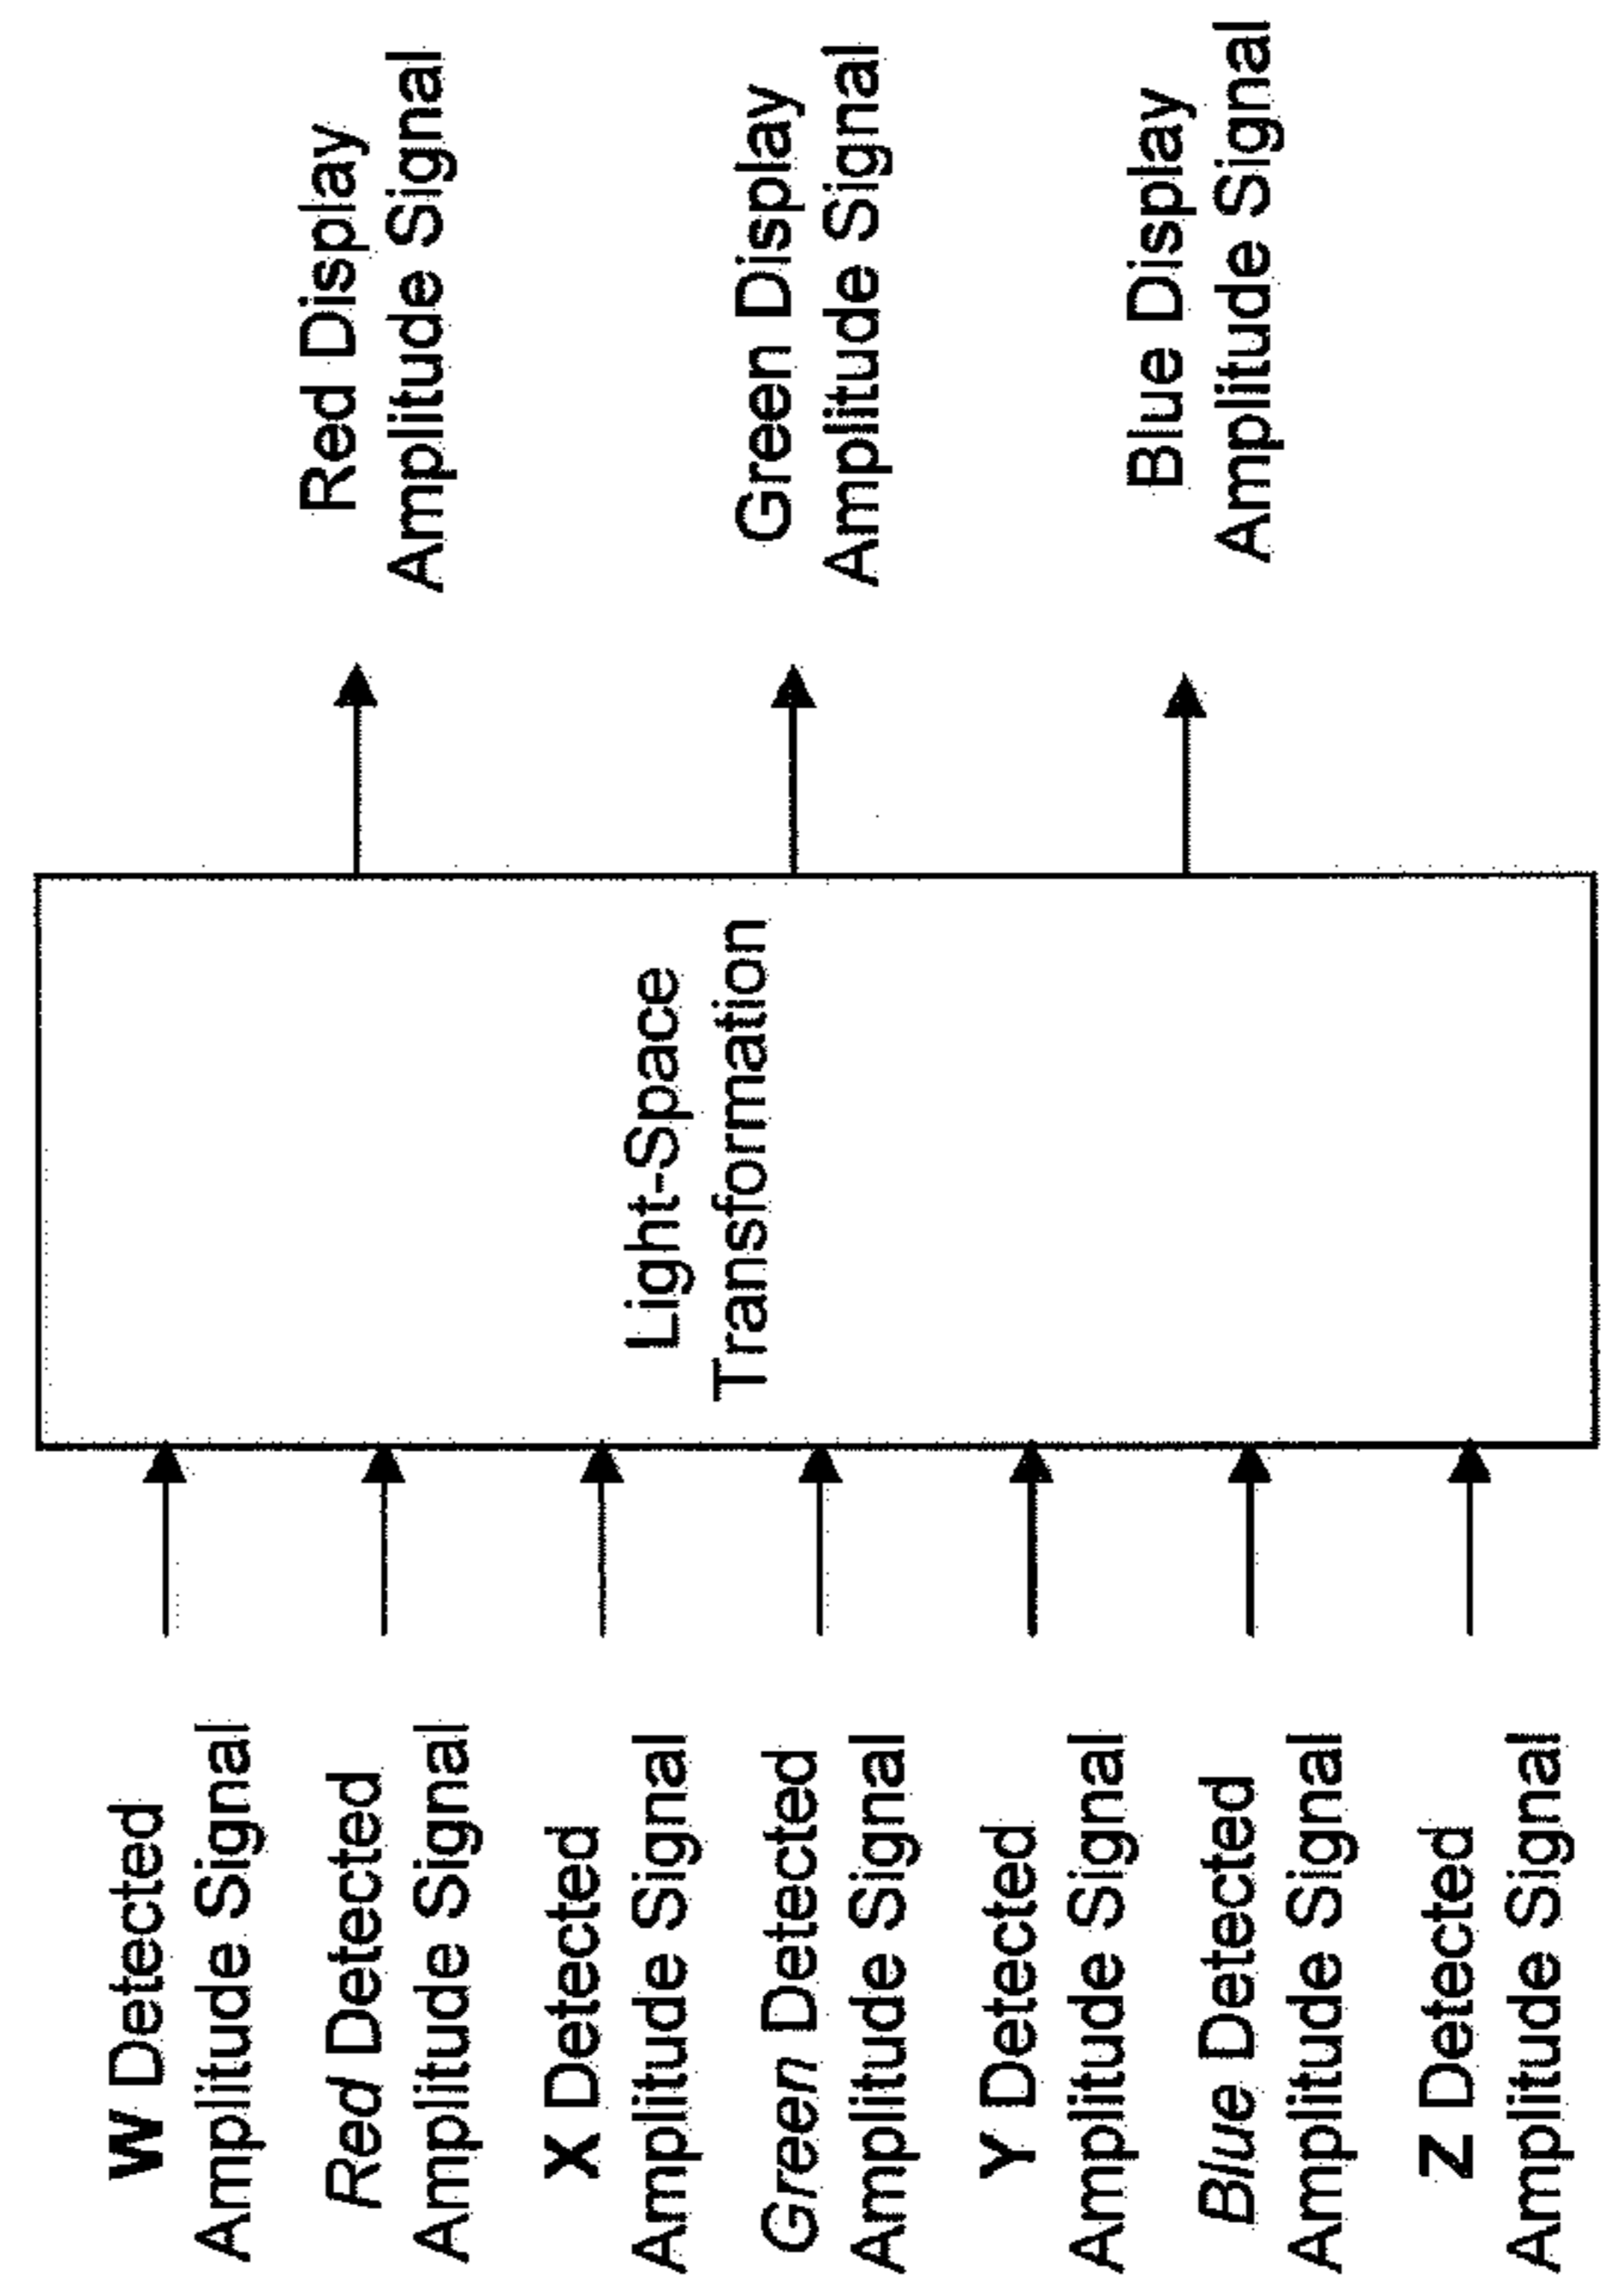 W Detected
Amplitude Signal
Red Detected
Amplitude Signal
X Detected
Amplitude Signal
Green Detected
Amplitude Signal
Y Detected
Amplitude Signal
Blue Detected
Amplitude Signal
Z Detected
Amplitude Signal
Light-Space
Transformation
Red Display
Amplitude Signal
Green Display
Amplitude Signal
Blue Display
Amplitude Signal